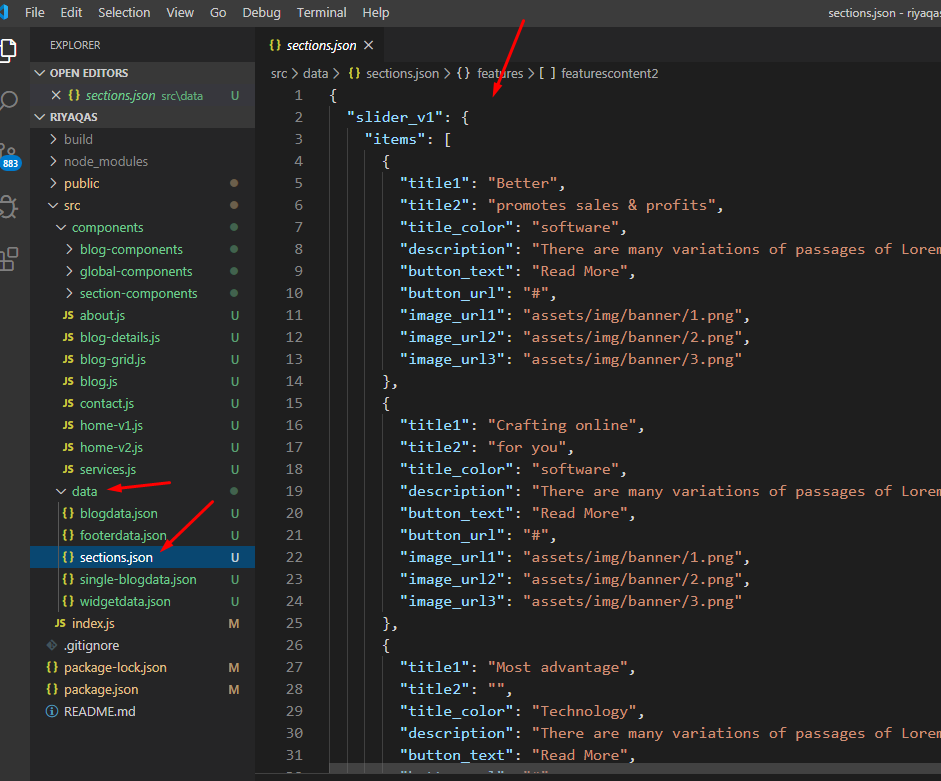 File Edit Selection View Go Debug Terminal Help
sections.json - riyaqas
EXPLORER
OPEN EDITORS
sections.json src\data U
RIYAQAS
build
node_modules
public
src
components
blog-components
global-components
section-components
JS about.js U
JS blog-details.js U
JS blog-grid.js U
JS blog.js U
JS contact.js U
JS home-v1.js U
JS home-v2.js U
JS services.js U
data
{} blogdata.json U
{} footerdata.json U
{} sections.json U
{} single-blogdata.json U
{} widgetdata.json U
JS index.js M
.gitignore
{} package-lock.json M
{} package.json M
README.md
883
{} sections.json
src > data > {} sections.json > {} features > [ ] featurescontent2
1 {
2 "slider_v1": {
3 "items": [
4 {
5 "title1": "Better",
6 "title2": "promotes sales & profits",
7 "title_color": "software",
8 "description": "There are many variations of passages of Lorem
9 "button_text": "Read More",
10 "button_url": "#",
11 "image_url1": "assets/img/banner/1.png",
12 "image_url2": "assets/img/banner/2.png",
13 "image_url3": "assets/img/banner/3.png"
14 },
15 {
16 "title1": "Crafting online",
17 "title2": "for you",
18 "title_color": "software",
19 "description": "There are many variations of passages of Lorem
20 "button_text": "Read More",
21 "button_url": "#",
22 "image_url1": "assets/img/banner/1.png",
23 "image_url2": "assets/img/banner/2.png",
24 "image_url3": "assets/img/banner/3.png"
25 },
26 {
27 "title1": "Most advantage",
28 "title2": "",
29 "title_color": "Technology",
30 "description": "There are many variations of passages of Lorem
31 "button_text": "Read More",